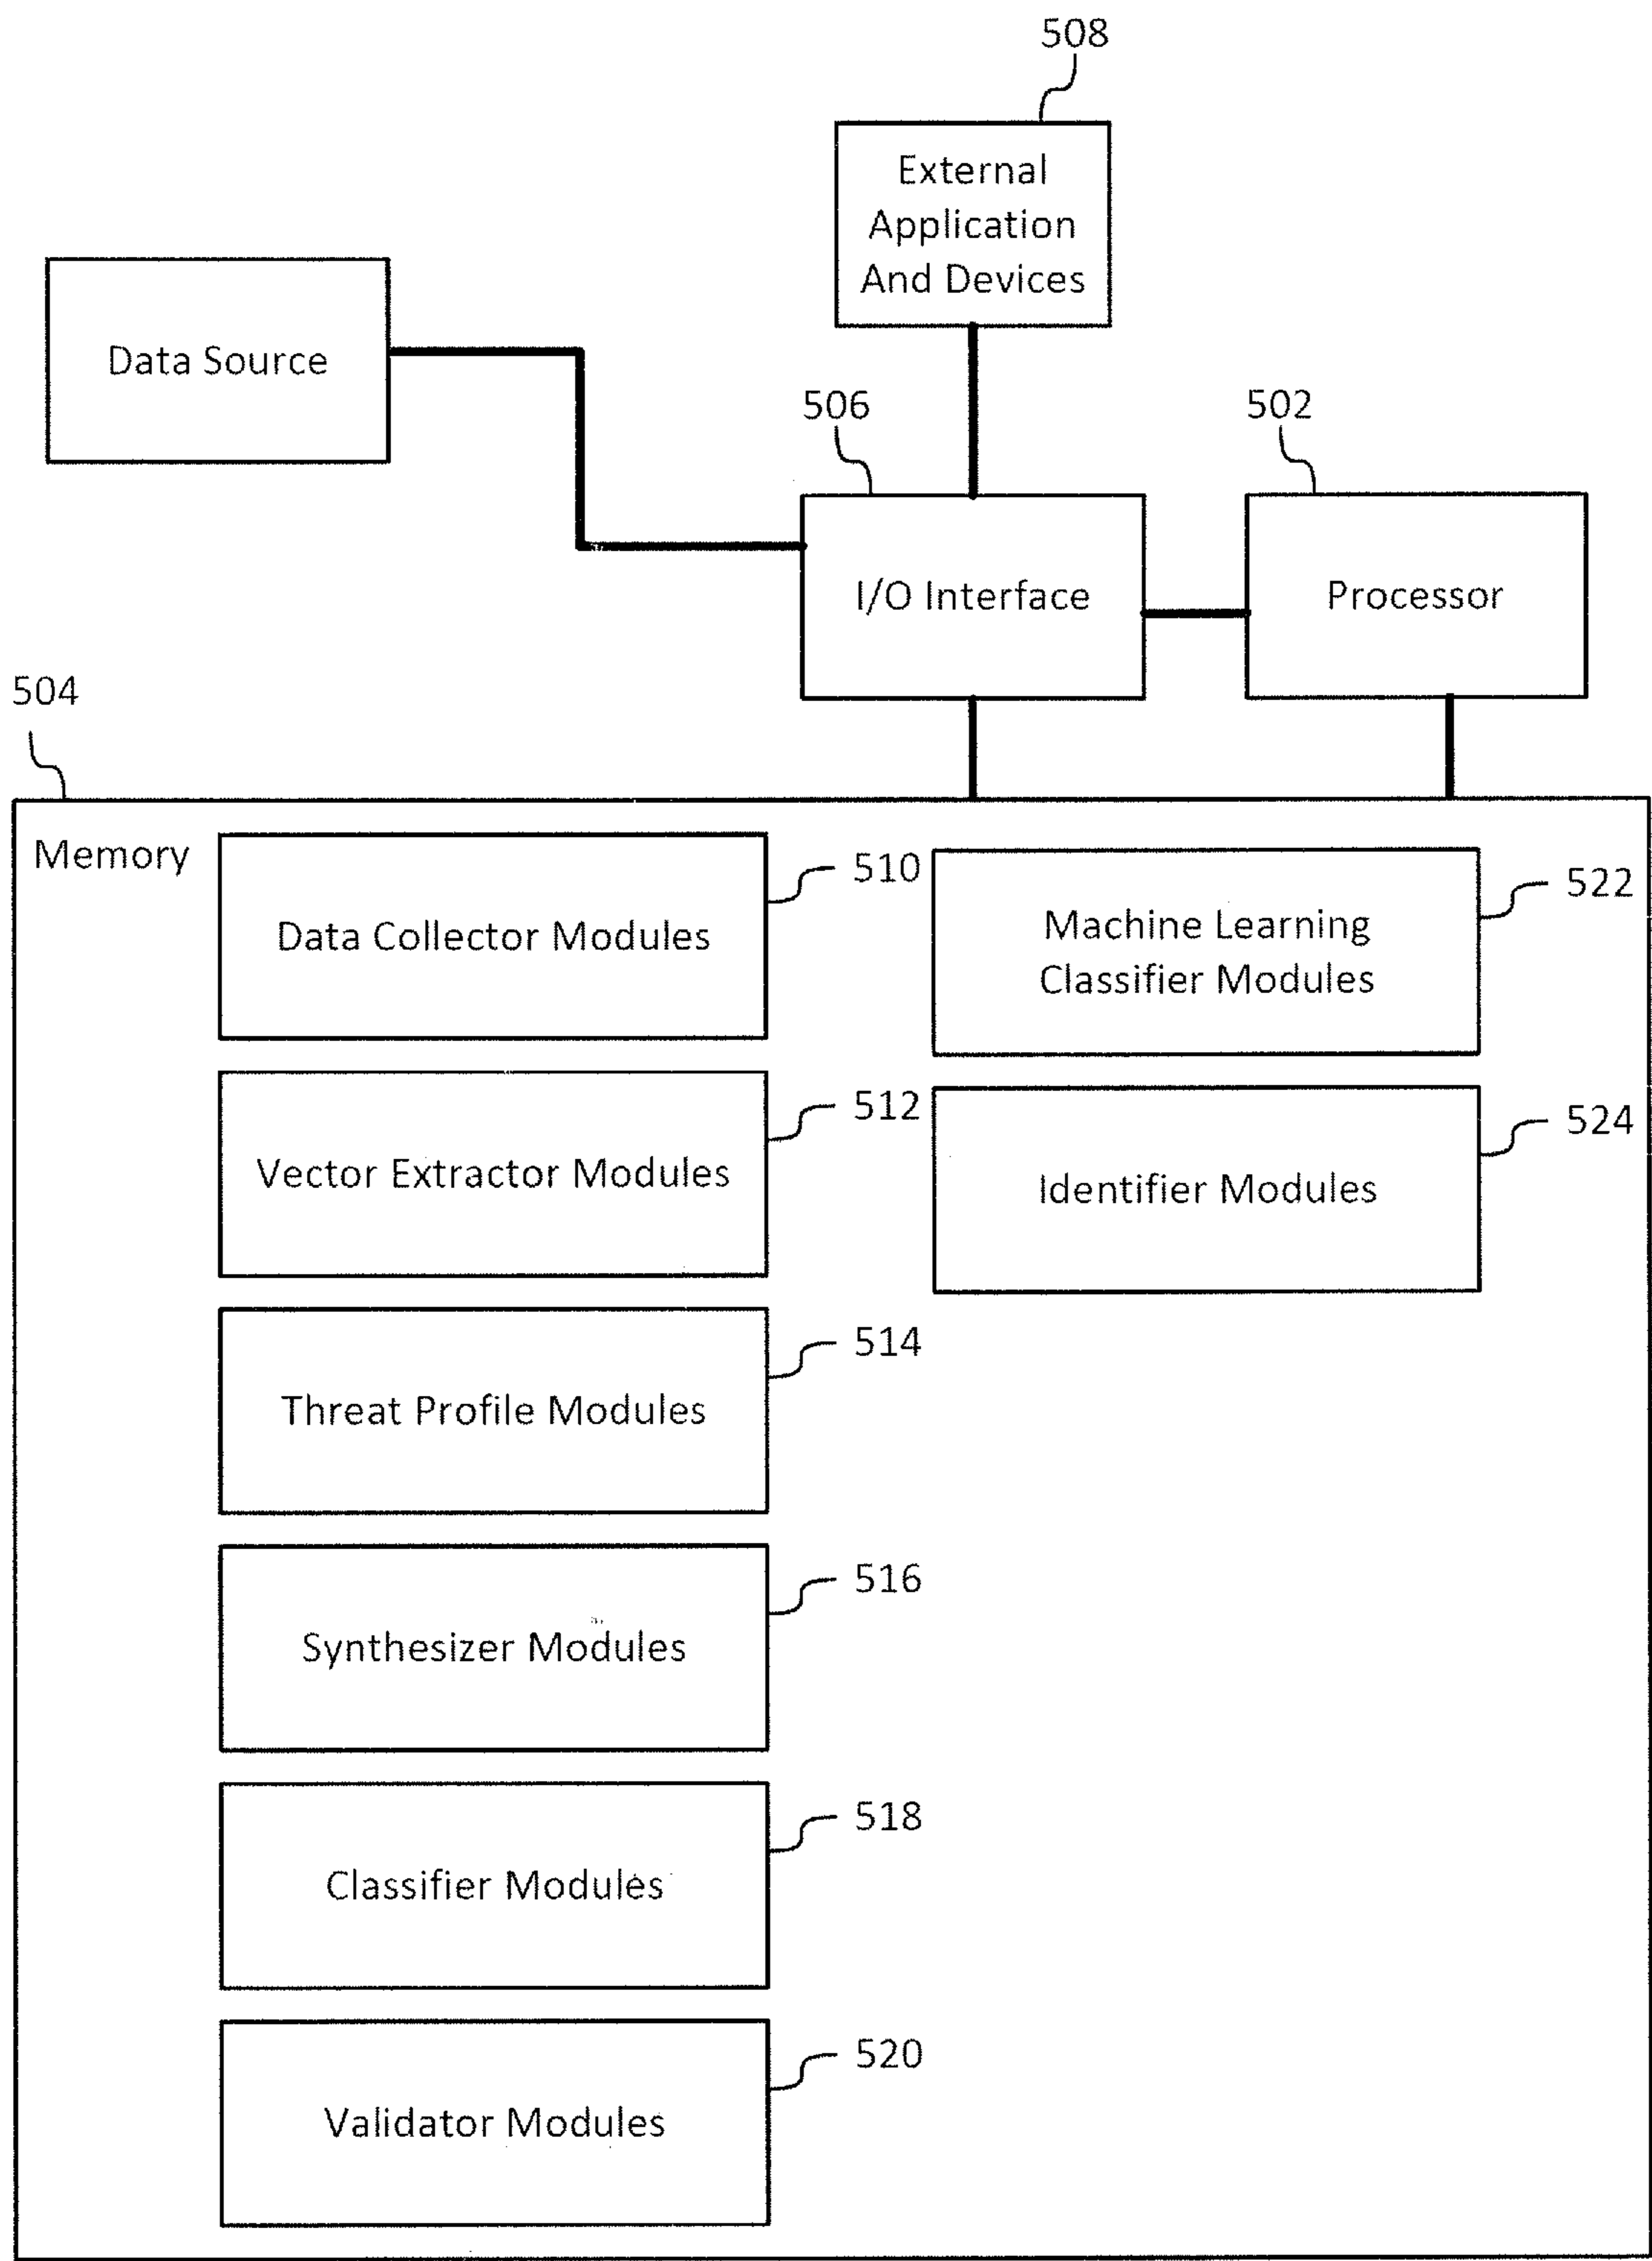 508
External
Application
And Devices
Data Source
506
502
I/O Interface
Processor
504
Memory
Data Collector Modules
510
Machine Learning
Classifier Modules
522
Vector Extractor Modules
512
Identifier Modules
524
Threat Profile Modules
514
Synthesizer Modules
516
Classifier Modules
518
Validator Modules
520